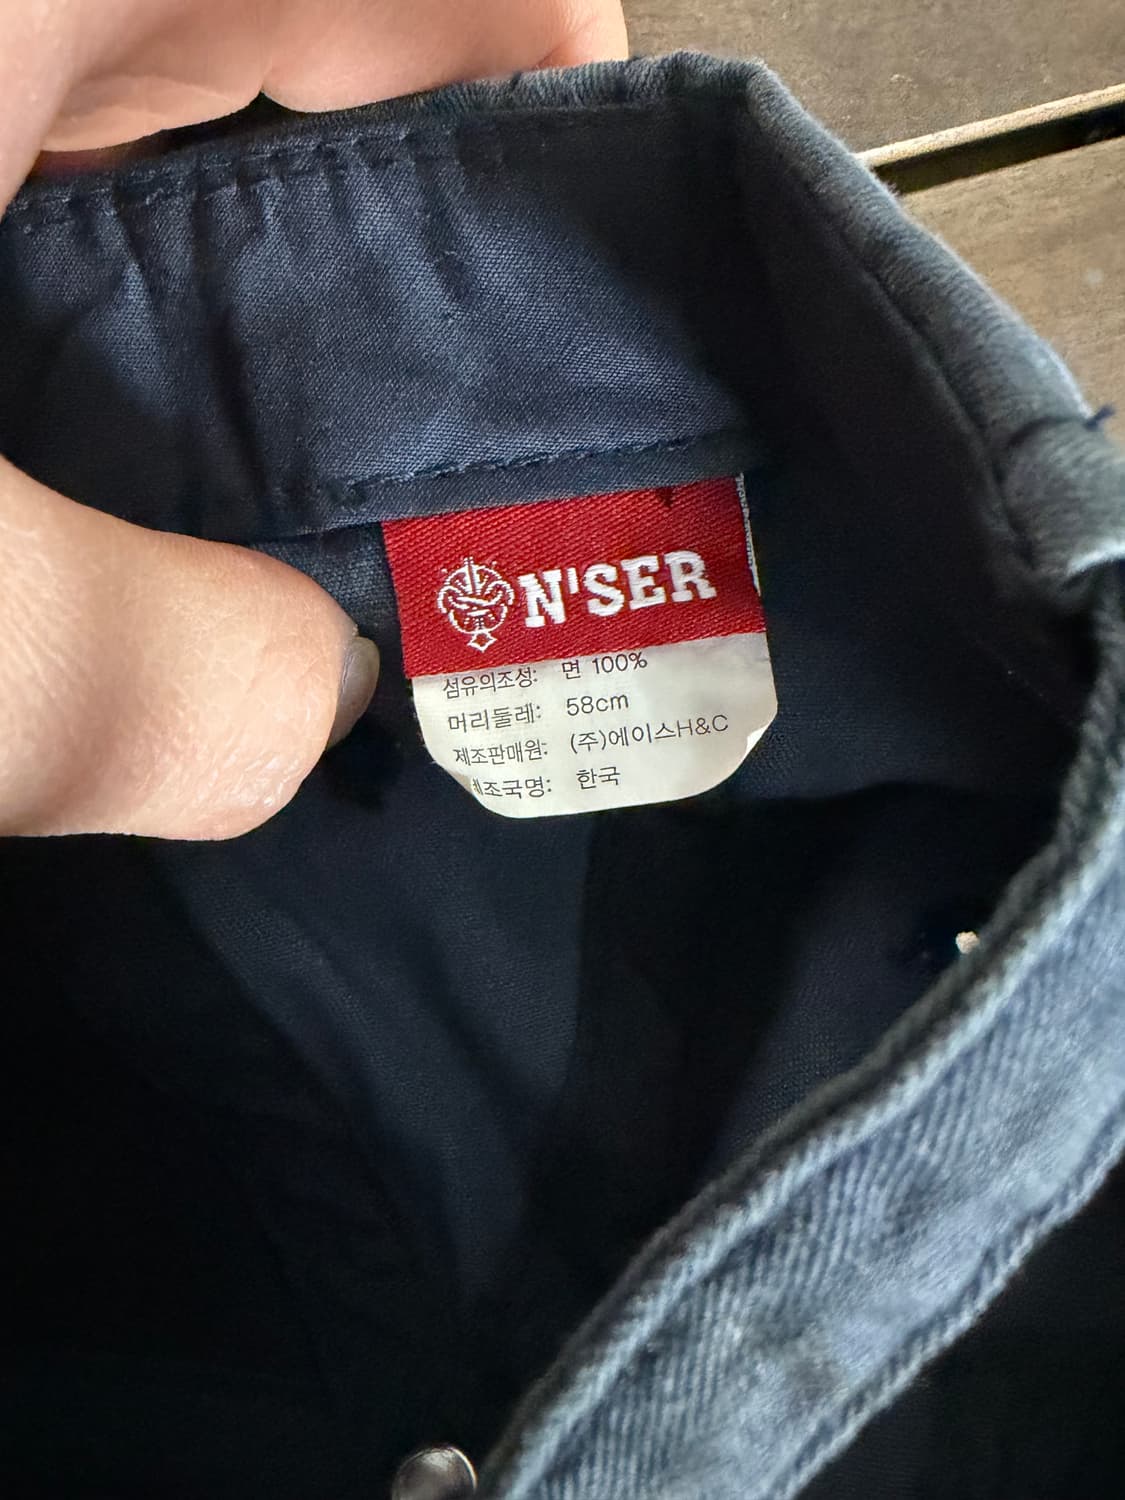 N'SER
섬유의조성: 면 100%
머리둘레: 58cm
제조판매원: (주)에이스H&C
제조국명: 한국